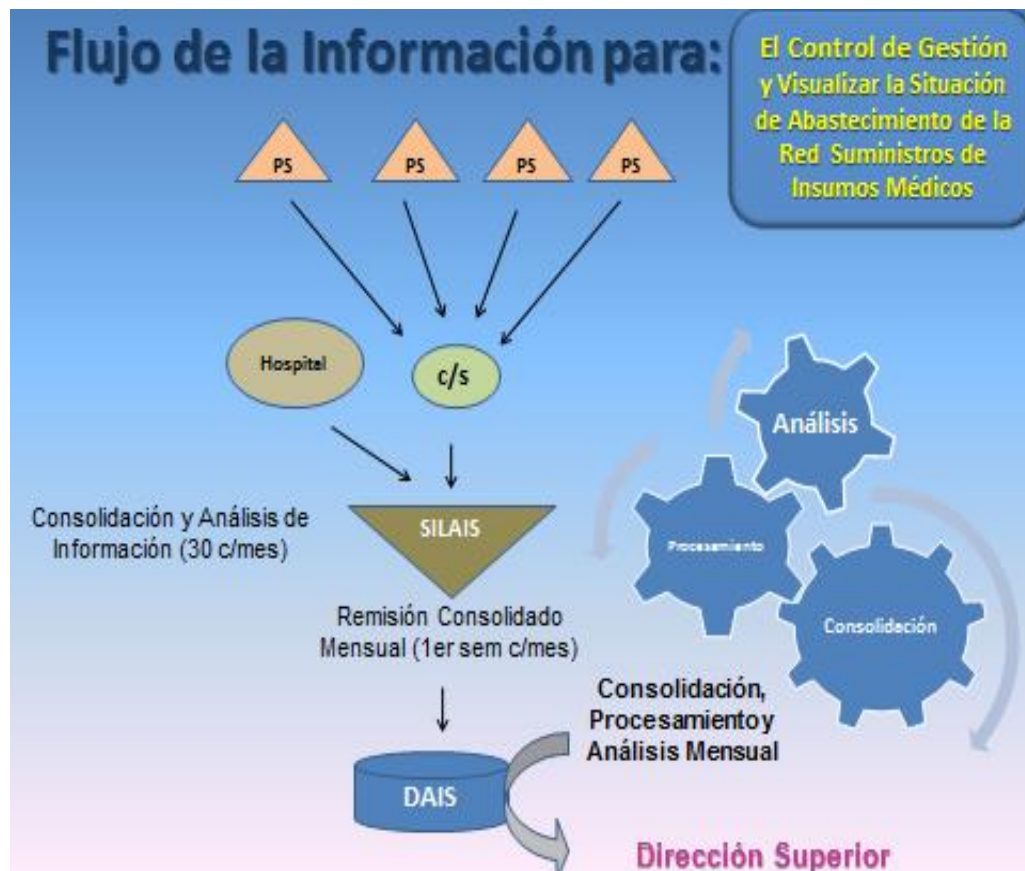 Flujo de la Información para:
El Control de Gestión
y Visualizar la Situación
de Abastecimiento de la
Red Suministros de
Insumos Médicos
PS
PS
PS
PS
Hospital
c/s
Análisis
Procesamiento
Consolidación
Consolidación y Análisis de
Información (30 c/mes)
SILAIS
Remisión Consolidado
Mensual (1er sem c/mes)
Consolidación,
Procesamiento y
Análisis Mensual
DAIS
Dirección Superior